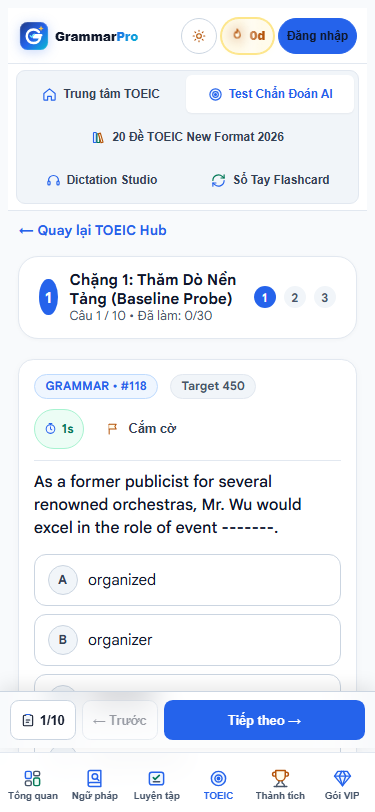 GrammarPro
0d
Đăng nhập
Trung tâm TOEIC
Test Chẩn Đoán AI
20 Đề TOEIC New Format 2026
Dictation Studio
Sổ Tay Flashcard
← Quay lại TOEIC Hub
1
Chặng 1: Thăm Dò Nền
Tảng (Baseline Probe)
Câu 1 / 10 • Đã làm: 0/30
1 2 3
GRAMMAR • #118
Target 450
1s
Cắm cờ
As a former publicist for several
renowned orchestras, Mr. Wu would
excel in the role of event -------.
A organized
B organizer
1/10
← Trước
Tiếp theo →
Tổng quan
Ngữ pháp
Luyện tập
TOEIC
Thành tích
Gói VIP